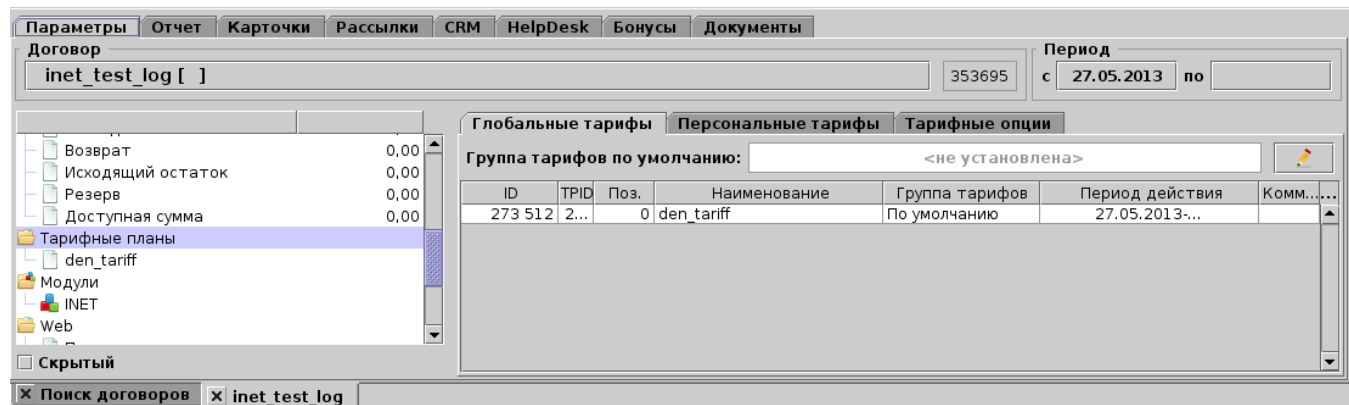 Параметры Отчет Карточки Рассылки CRM HelpDesk Бонусы Документы
Договор Период
inet_test_log [ ] 353695 с 27.05.2013 по
Глобальные тарифы Персональные тарифы Тарифные опции
Возврат 0,00
Исходящий остаток 0,00
Резерв 0,00
Доступная сумма 0,00
Тарифные планы
den_tariff
Модули
INET
Web
Скрытый
Группа тарифов по умолчанию: <не установлена>
ID TPID Поз. Наименование Группа тарифов Период действия Комм... ...
273 512 2... 0 den_tariff По умолчанию 27.05.2013-...
Поиск договоров inet_test_log